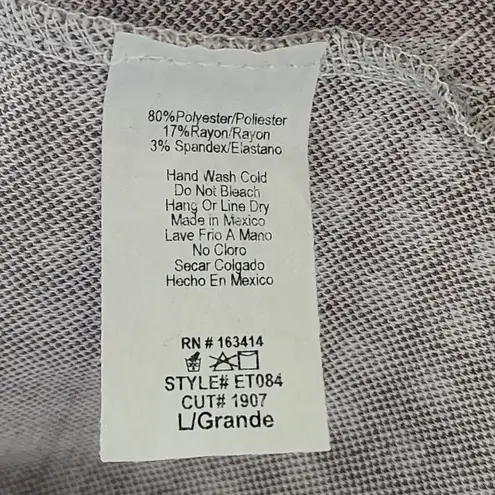 80%Polyester/Poliester
17%Rayon/Rayon
3% Spandex/Elastano
Hand Wash Cold
Do Not Bleach
Hang Or Line Dry
Made in Mexico
Lave Frio A Mano
No Cloro
Secar Colgado
Hecho En Mexico
RN # 163414
STYLE# ET084
CUT# 1907
L/Grande